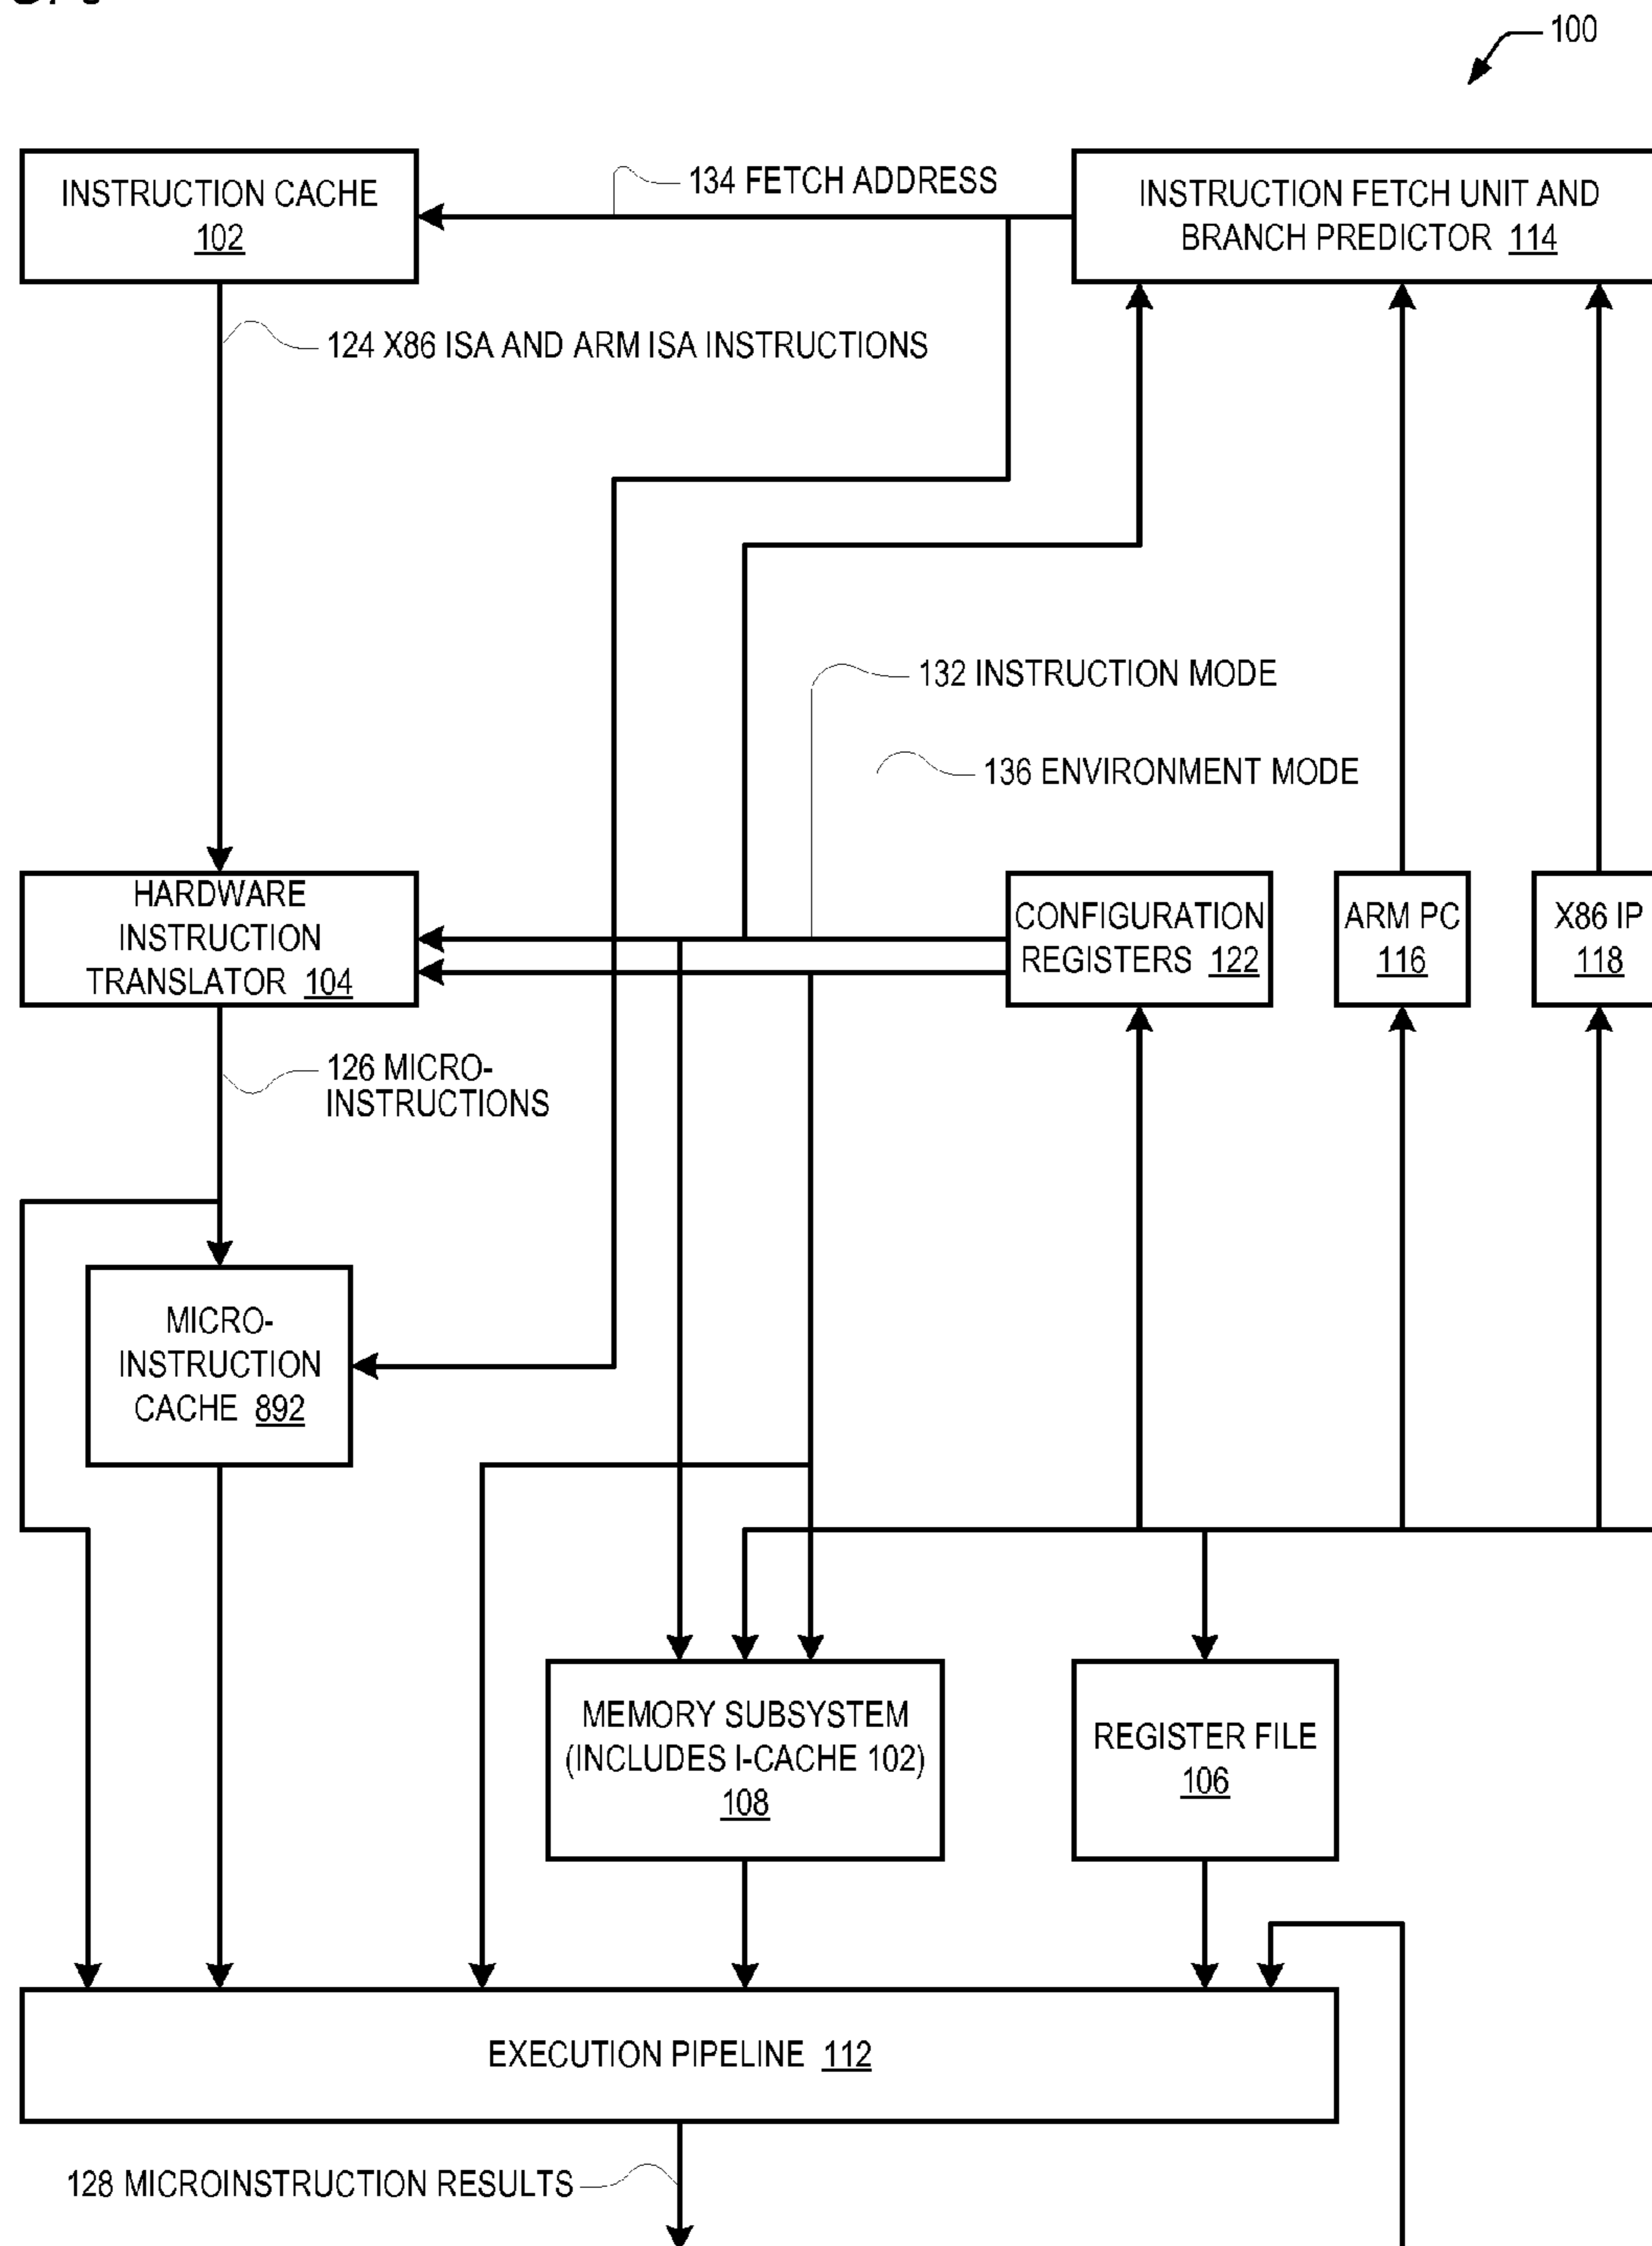 100
INSTRUCTION CACHE
102
134 FETCH ADDRESS
INSTRUCTION FETCH UNIT AND
BRANCH PREDICTOR 114
124 X86 ISA AND ARM ISA INSTRUCTIONS
132 INSTRUCTION MODE
136 ENVIRONMENT MODE
HARDWARE
INSTRUCTION
TRANSLATOR 104
CONFIGURATION
REGISTERS 122
ARM PC
116
X86 IP
118
126 MICRO-
INSTRUCTIONS
MICRO-
INSTRUCTION
CACHE 892
MEMORY SUBSYSTEM
(INCLUDES I-CACHE 102)
108
REGISTER FILE
106
EXECUTION PIPELINE 112
128 MICROINSTRUCTION RESULTS